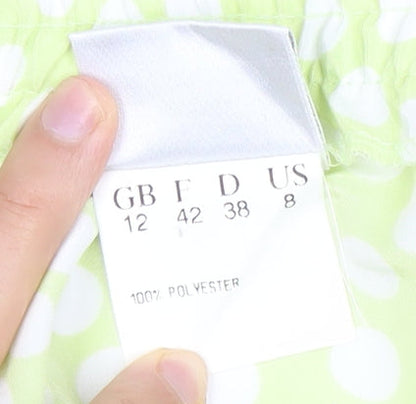 GB F D US
12 42 38 8
100% POLYESTER